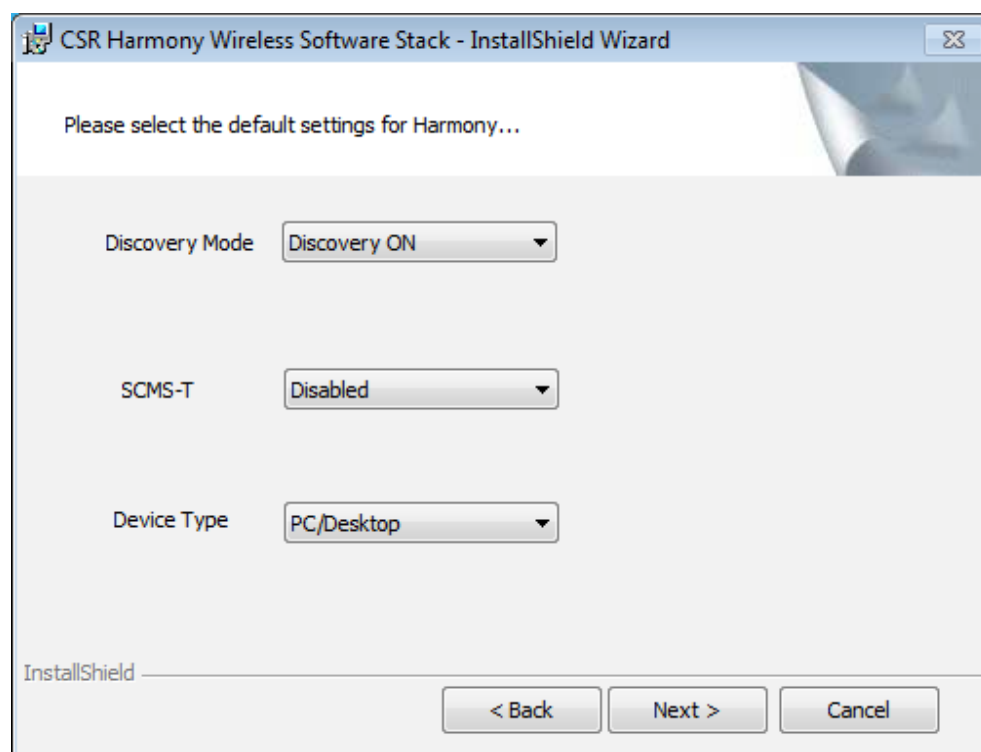 CSR Harmony Wireless Software Stack - InstallShield Wizard
Please select the default settings for Harmony...
Discovery Mode Discovery ON
SCMS-T Disabled
Device Type PC/Desktop
InstallShield
< Back Next > Cancel